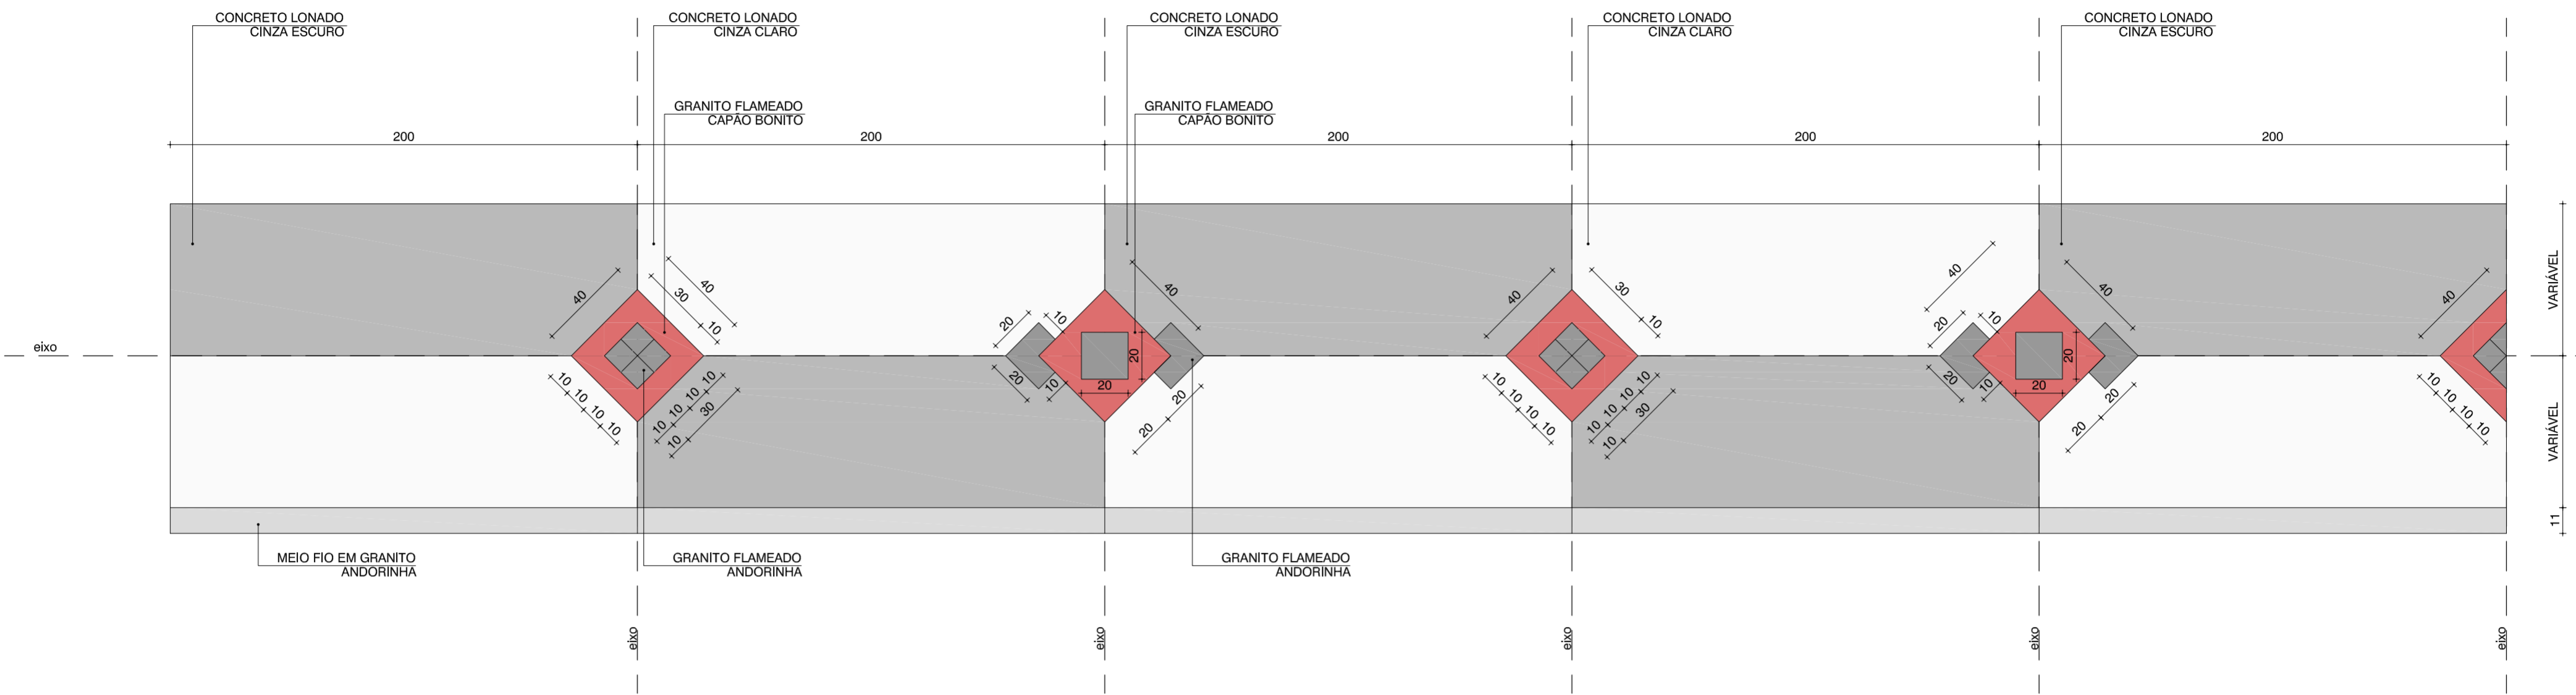 CONCRETO LONADO
CINZA ESCURO
CONCRETO LONADO
CINZA CLARO
CONCRETO LONADO
CINZA ESCURO
CONCRETO LONADO
CINZA CLARO
CONCRETO LONADO
CINZA ESCURO
GRANITO FLAMEADO
CAPÃO BONITO
GRANITO FLAMEADO
CAPÃO BONITO
200
200
200
200
200
40
40
30
10
40
20
10
40
30
10
40
20
10
40
40
VARIÁVEL
eixo
10
10
10
10
10
10
10
10
10
30
20
10
20
20
20
20
10
10
10
10
10
10
10
10
10
30
20
10
20
20
20
20
10
10
10
10
VARIÁVEL
11
MEIO FIO EM GRANITO
ANDORINHA
GRANITO FLAMEADO
ANDORINHA
GRANITO FLAMEADO
ANDORINHA
eixo
eixo
eixo
eixo
eixo